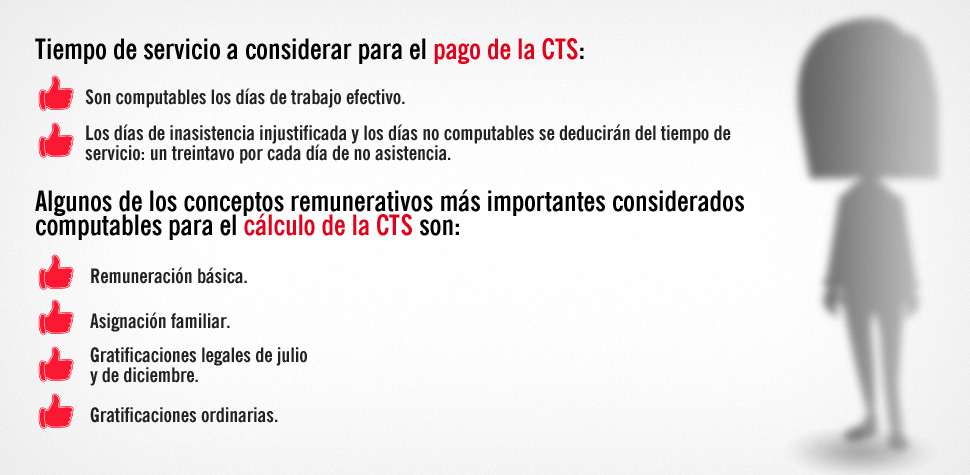 Tiempo de servicio a considerar para el pago de la CTS:
Son computables los días de trabajo efectivo.
Los días de inasistencia injustificada y los días no computables se deducirán del tiempo de
servicio: un treintavo por cada día de no asistencia.
Algunos de los conceptos remunerativos más importantes considerados
computables para el cálculo de la CTS son:
Remuneración básica.
Asignación familiar.
Gratificaciones legales de julio
y de diciembre.
Gratificaciones ordinarias.